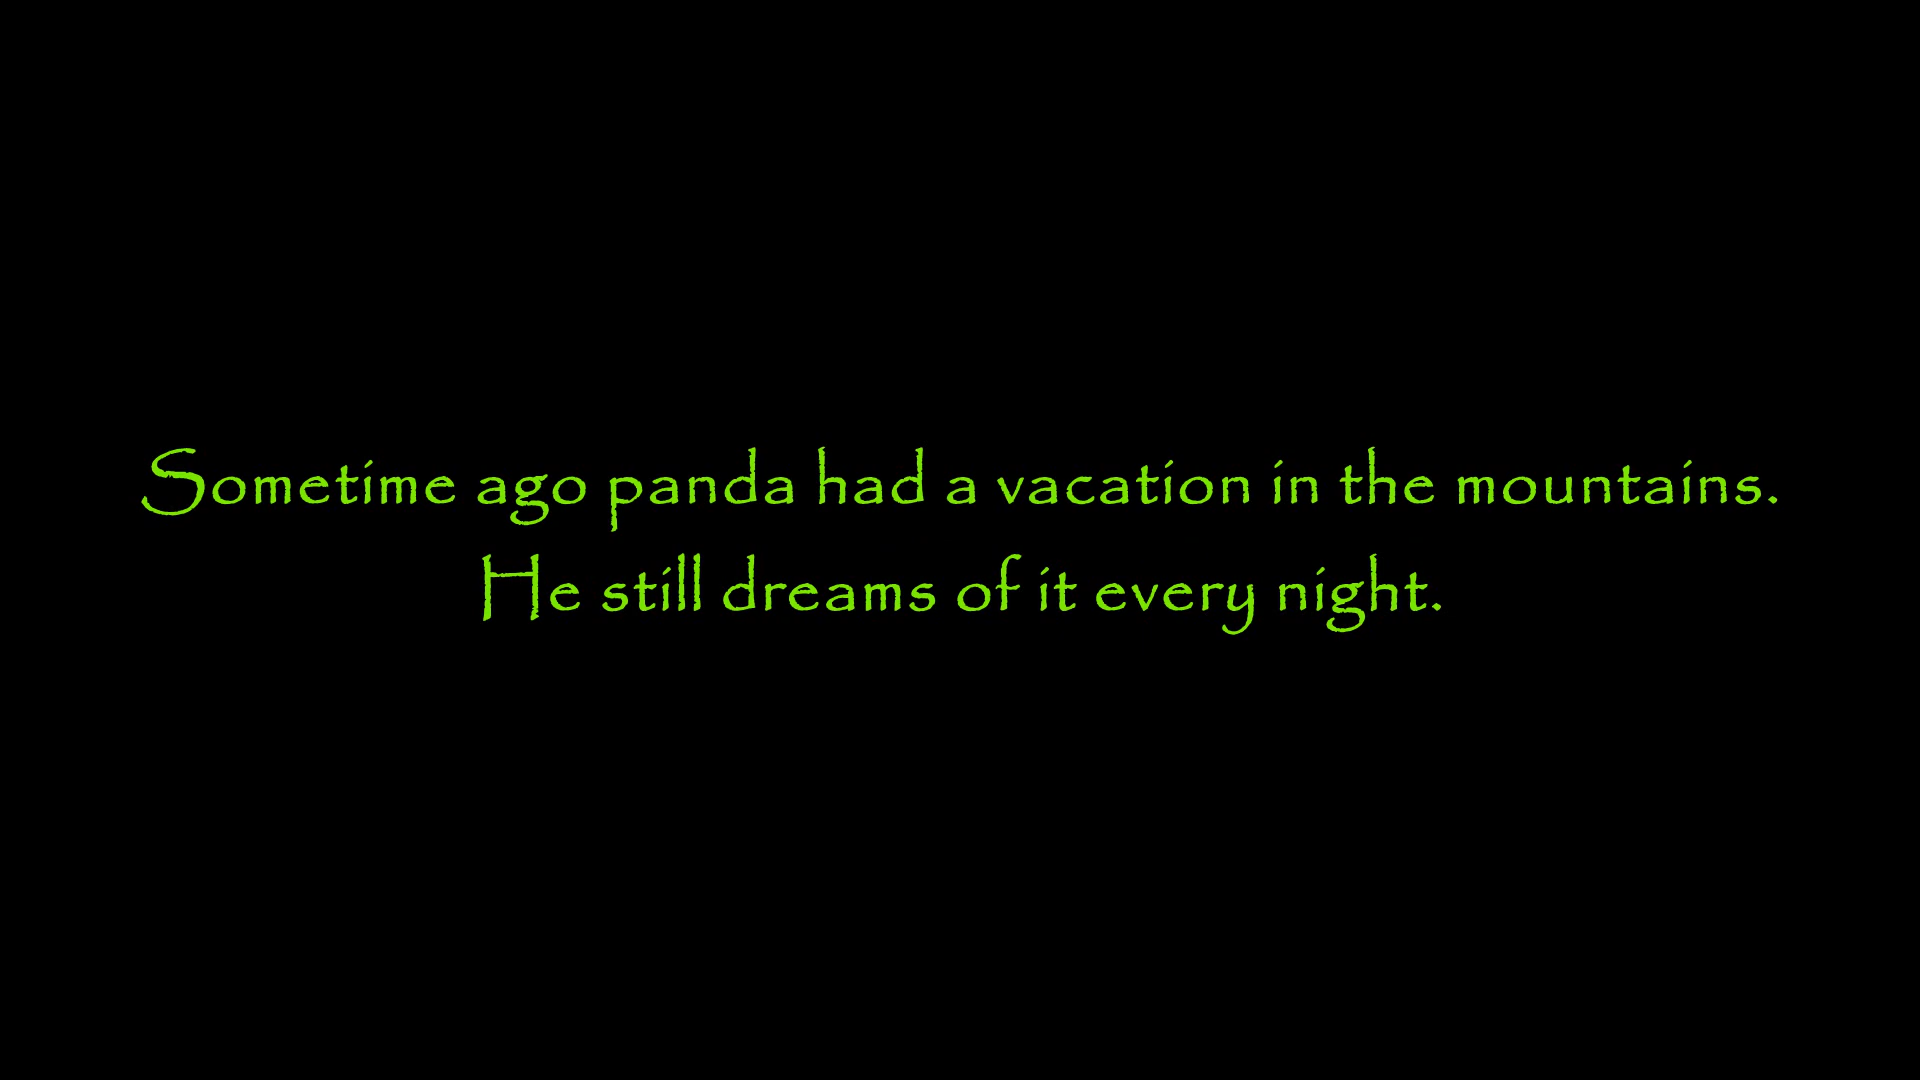 Sometime ago panda had a vacation in the mountains.
He still dreams of it every night.